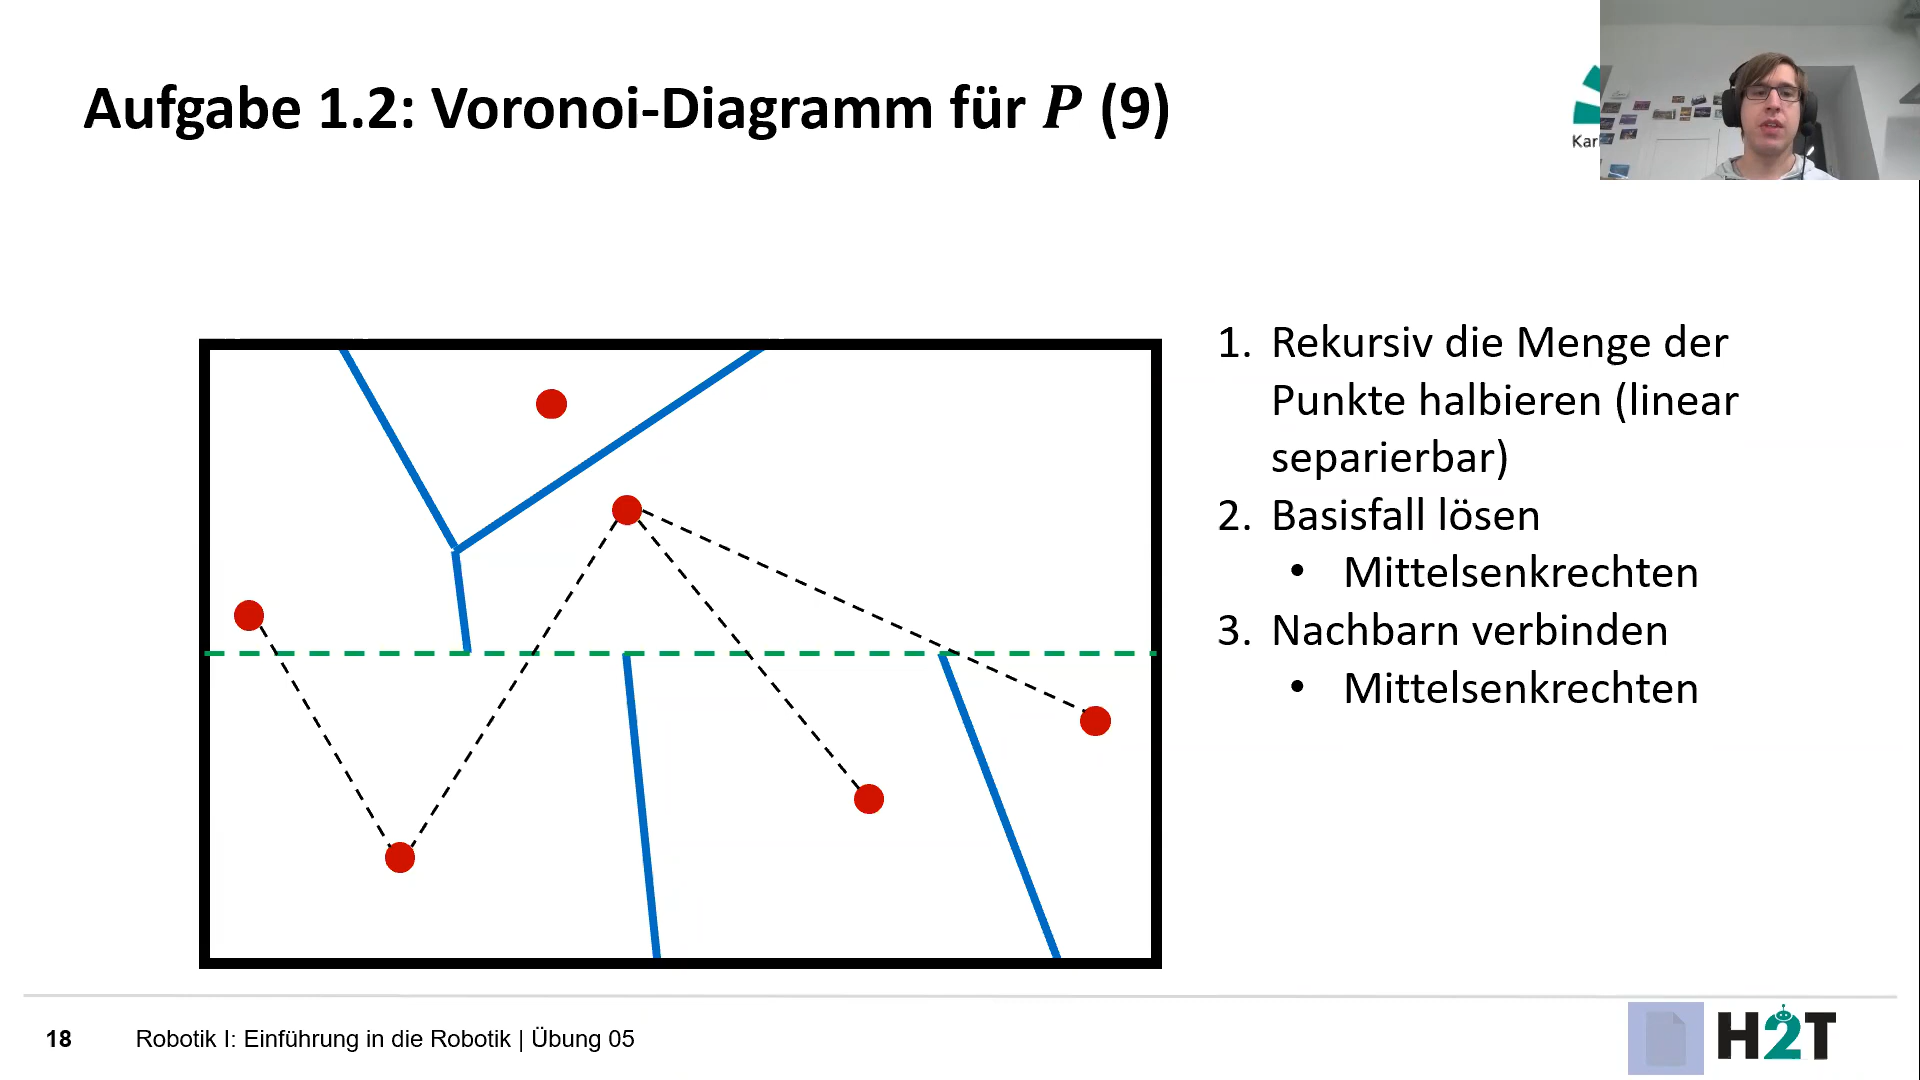 Aufgabe 1.2: Voronoi-Diagramm für P (9)
1. Rekursiv die Menge der
Punkte halbieren (linear
separierbar)
2. Basisfall lösen
• Mittelsenkrechten
3. Nachbarn verbinden
• Mittelsenkrechten
18
Robotik I: Einführung in die Robotik | Übung 05
H2T